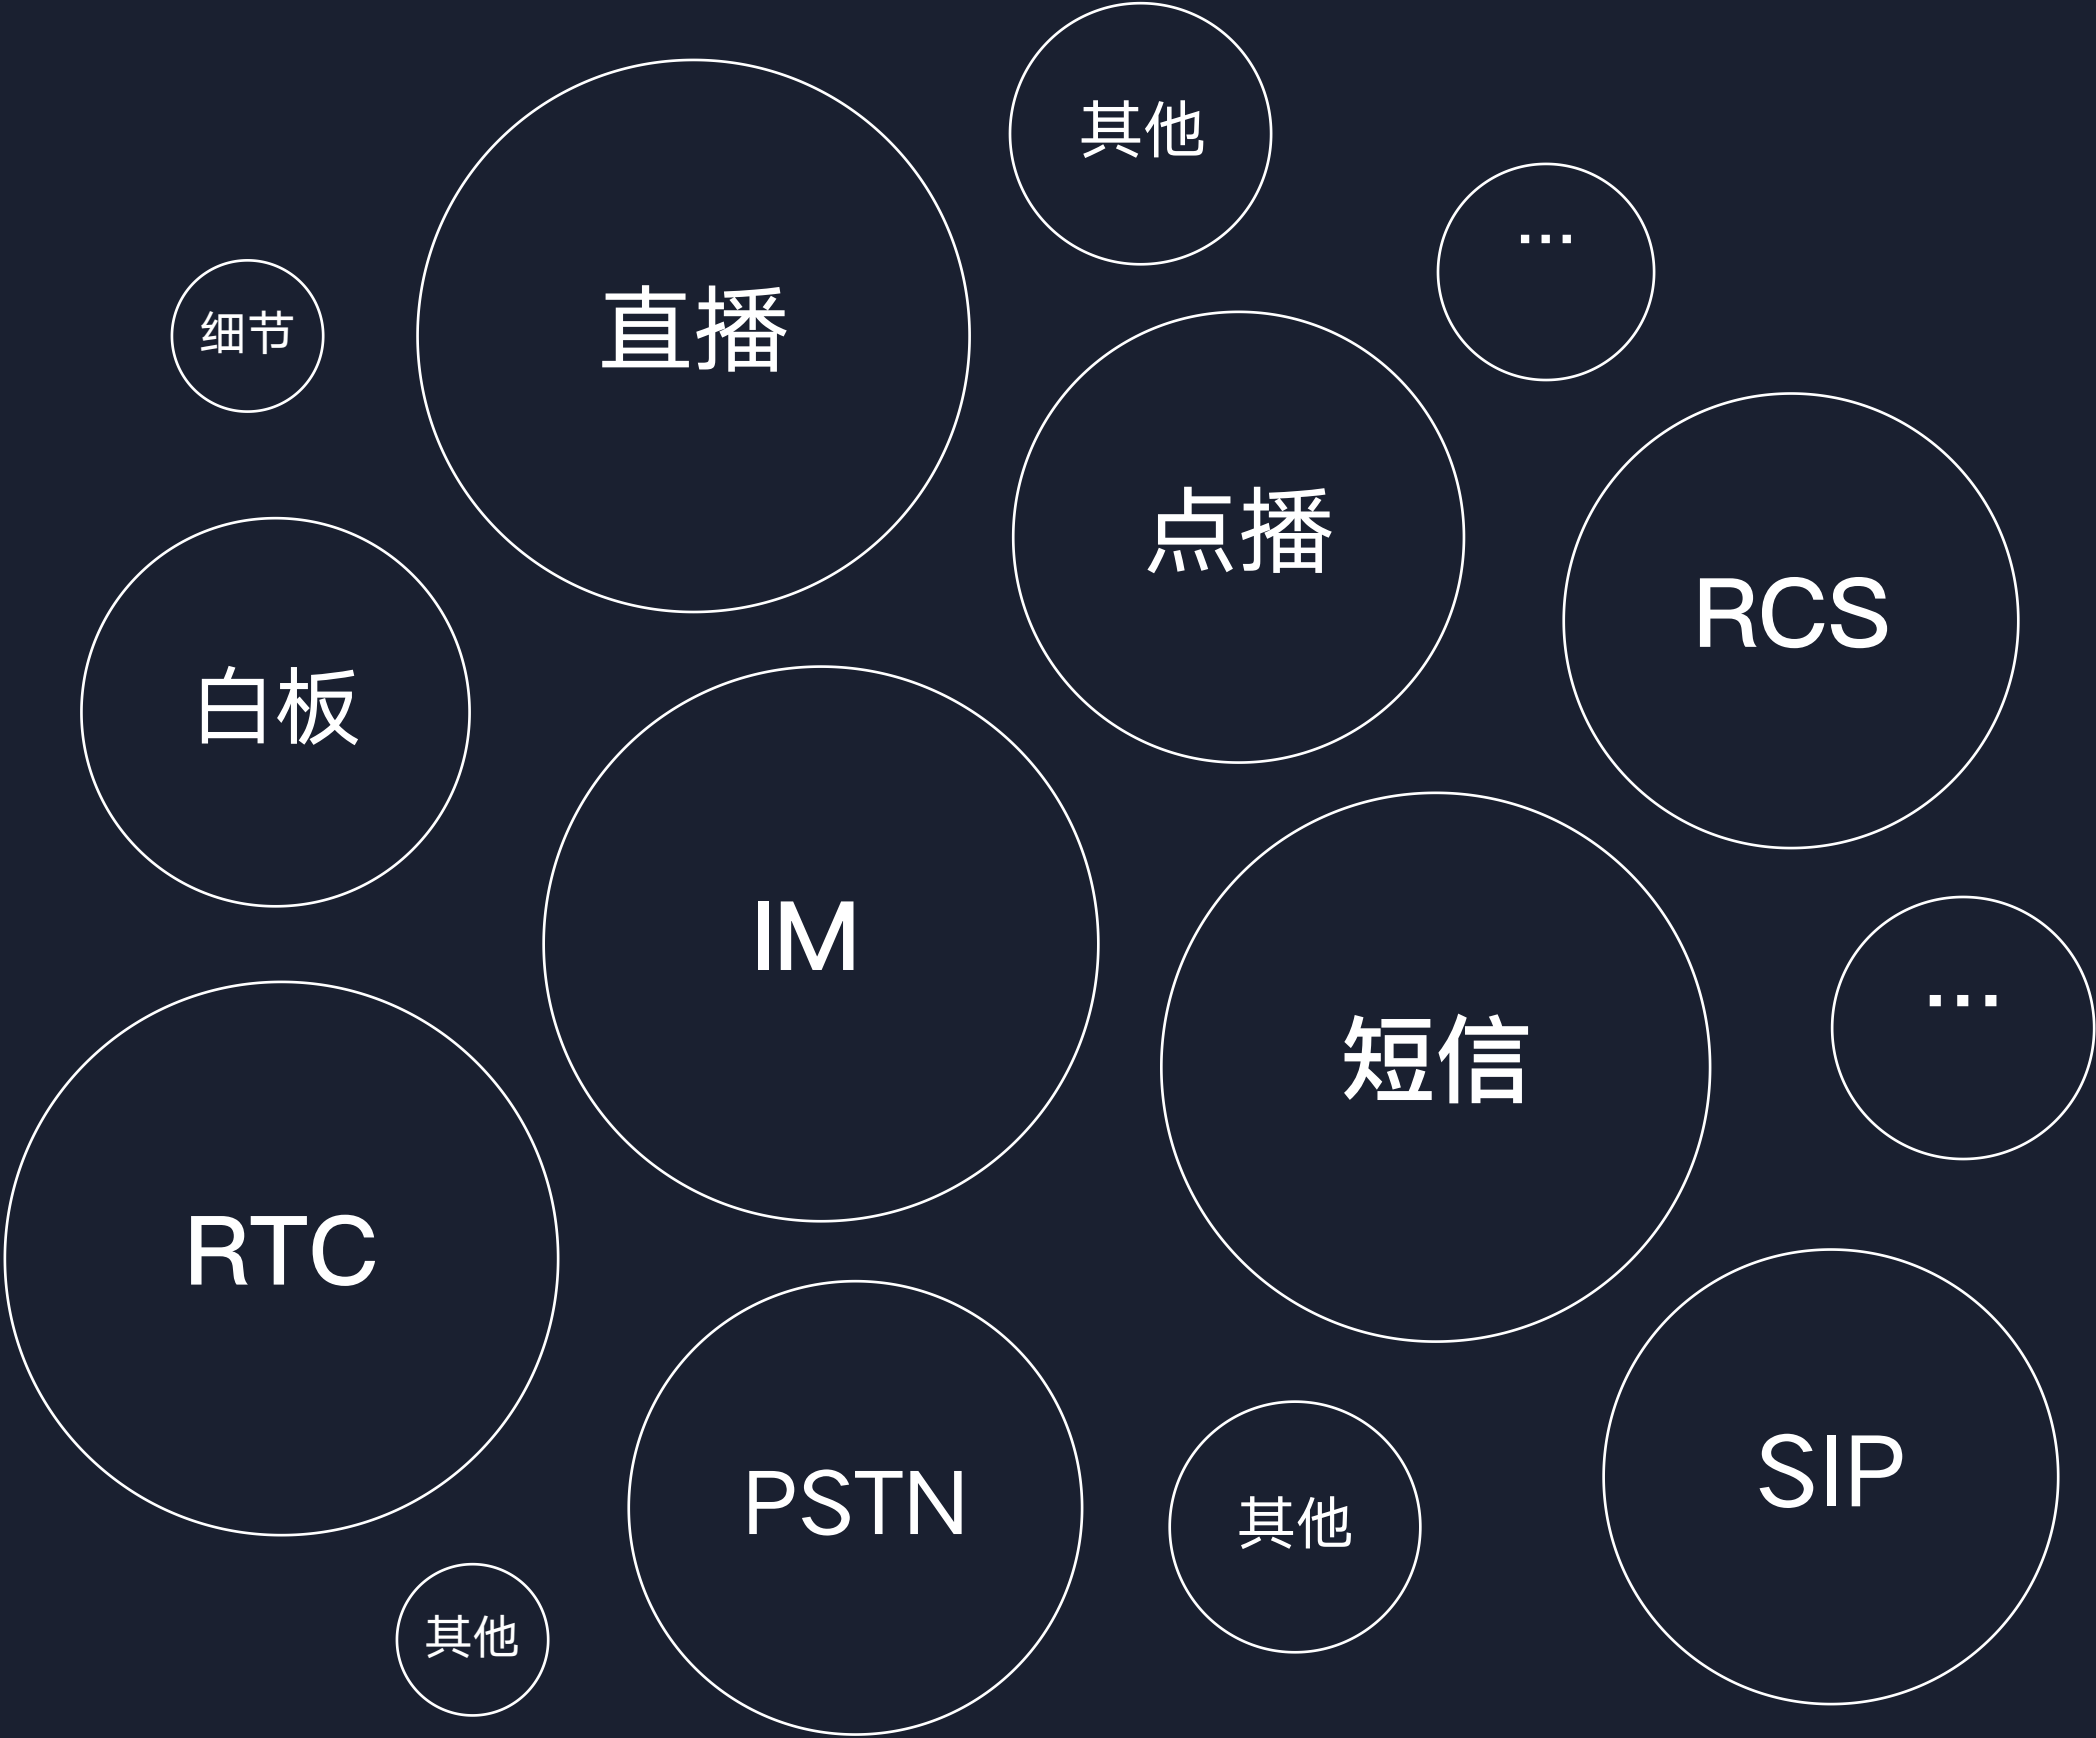 其他
...
细节
直播
点播
RCS
白板
IM
...
短信
RTC
SIP
PSTN
其他
其他